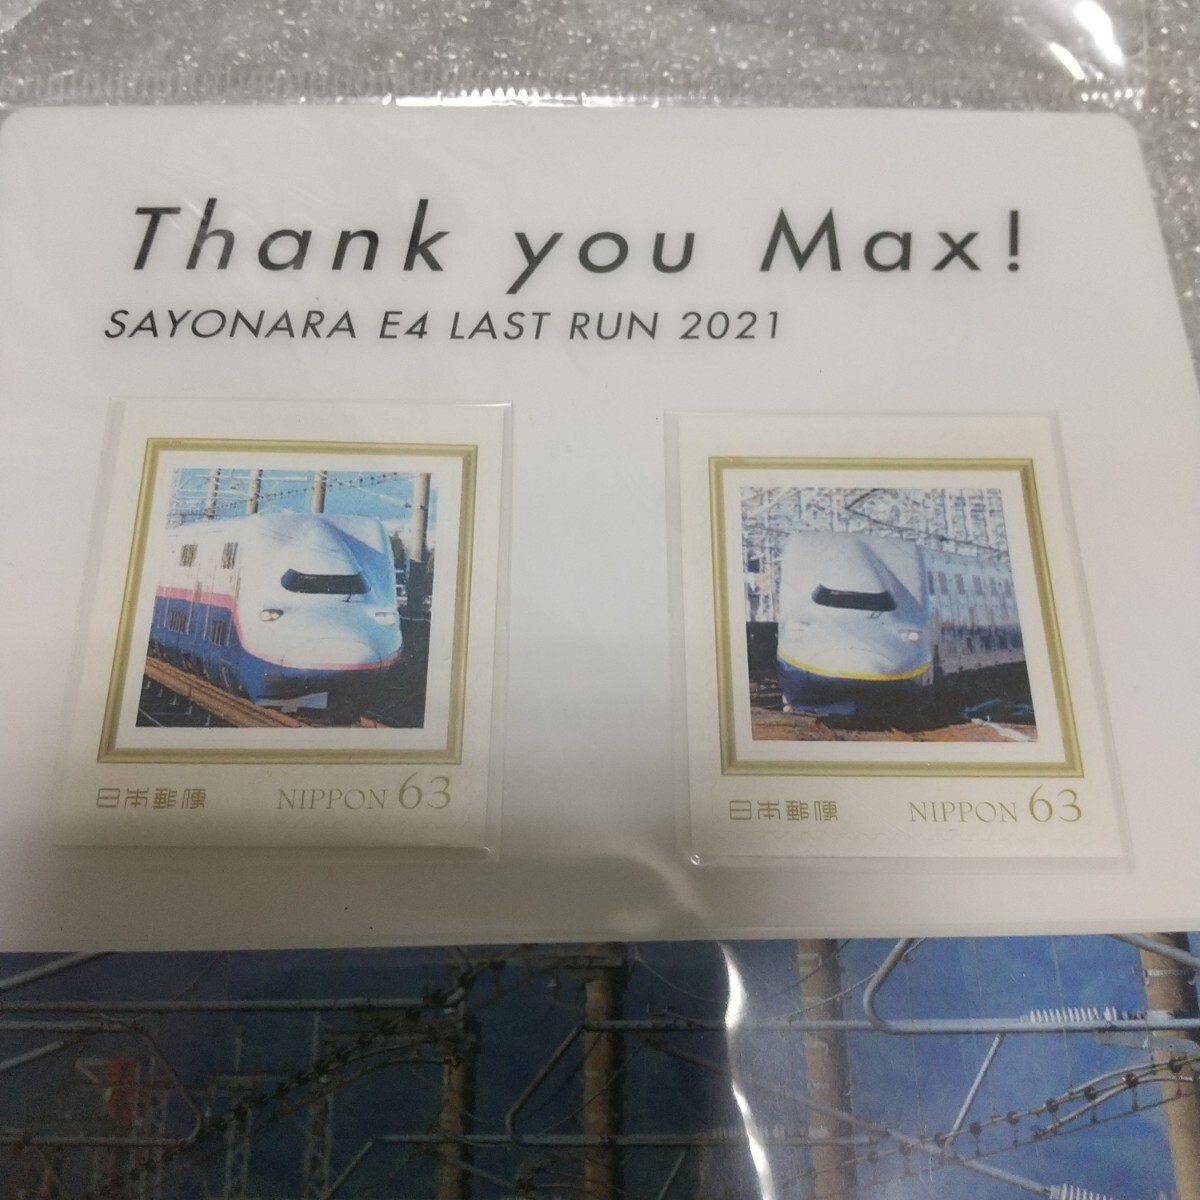 Thank you Max!
SAYONARA E4 LAST RUN 2021
日本郵便 NIPPON 63
日本郵便 NIPPON 63